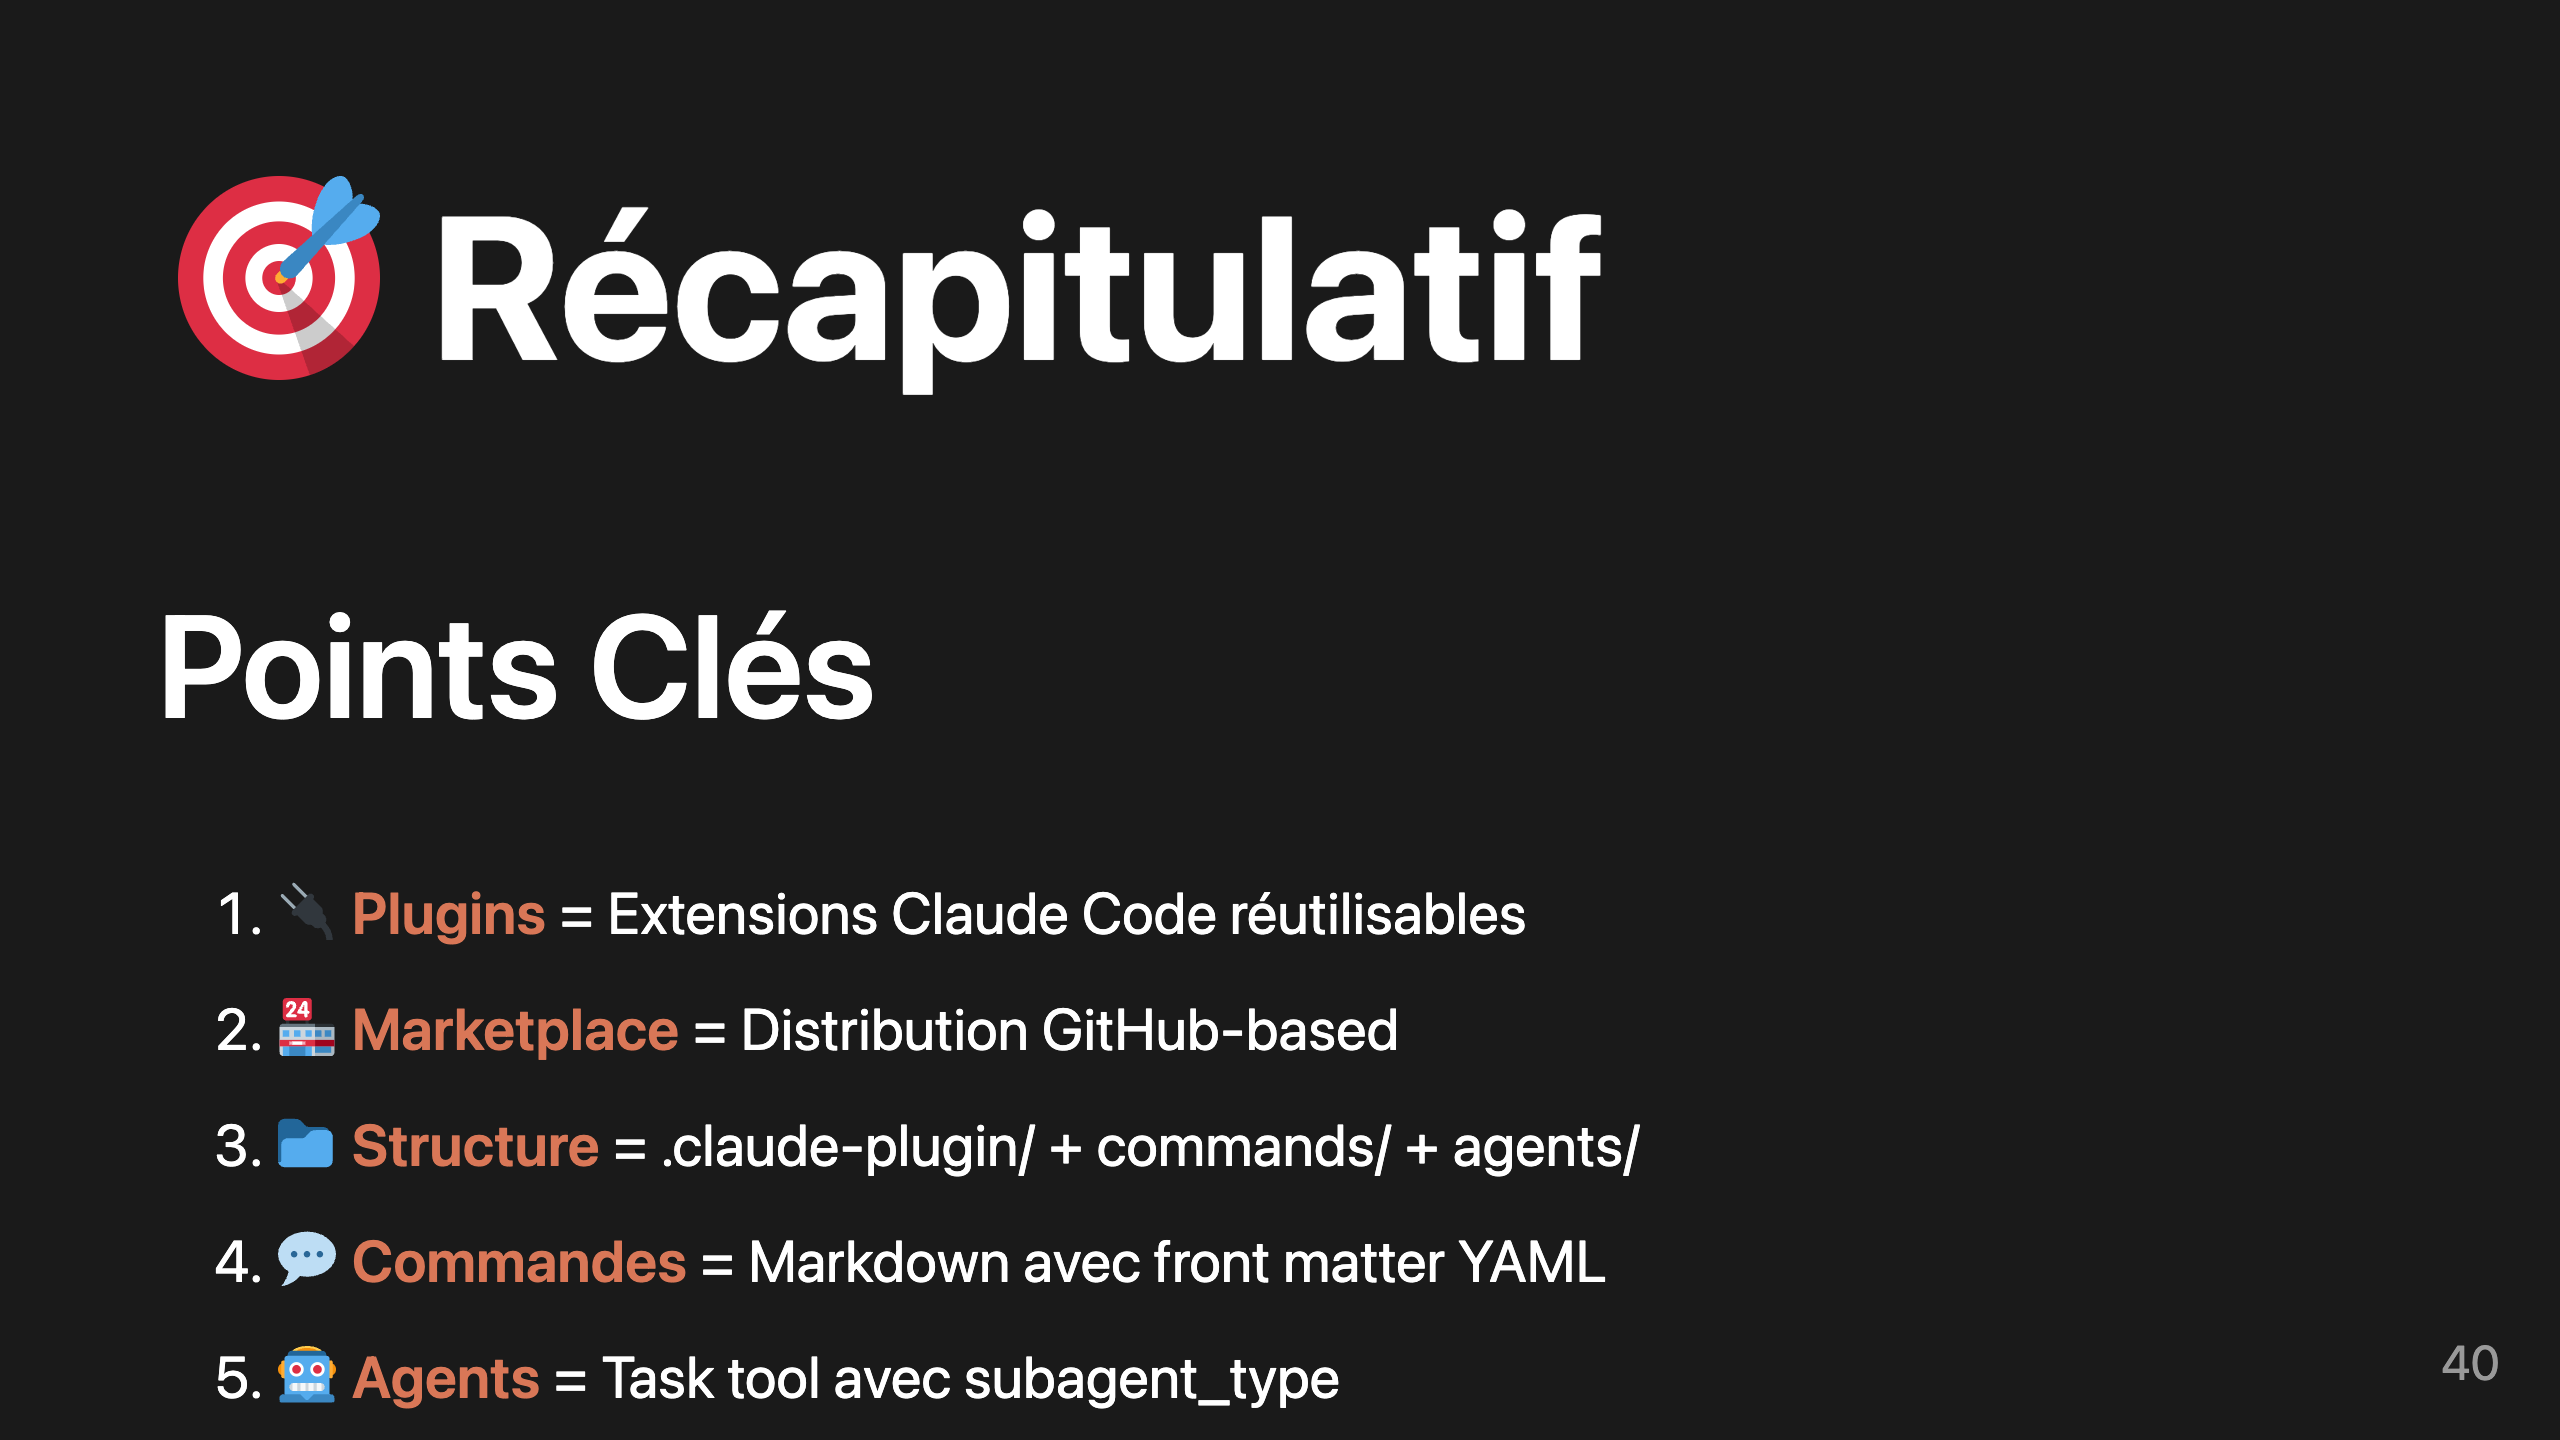 Récapitulatif
Points Clés
1. Plugins = Extensions Claude Code réutilisables
24
2. Marketplace = Distribution GitHub-based
3. Structure = .claude-plugin/ + commands/ + agents/
4. Commandes = Markdown avec front matter YAML
5. Agents = Task tool avec subagent_type
40